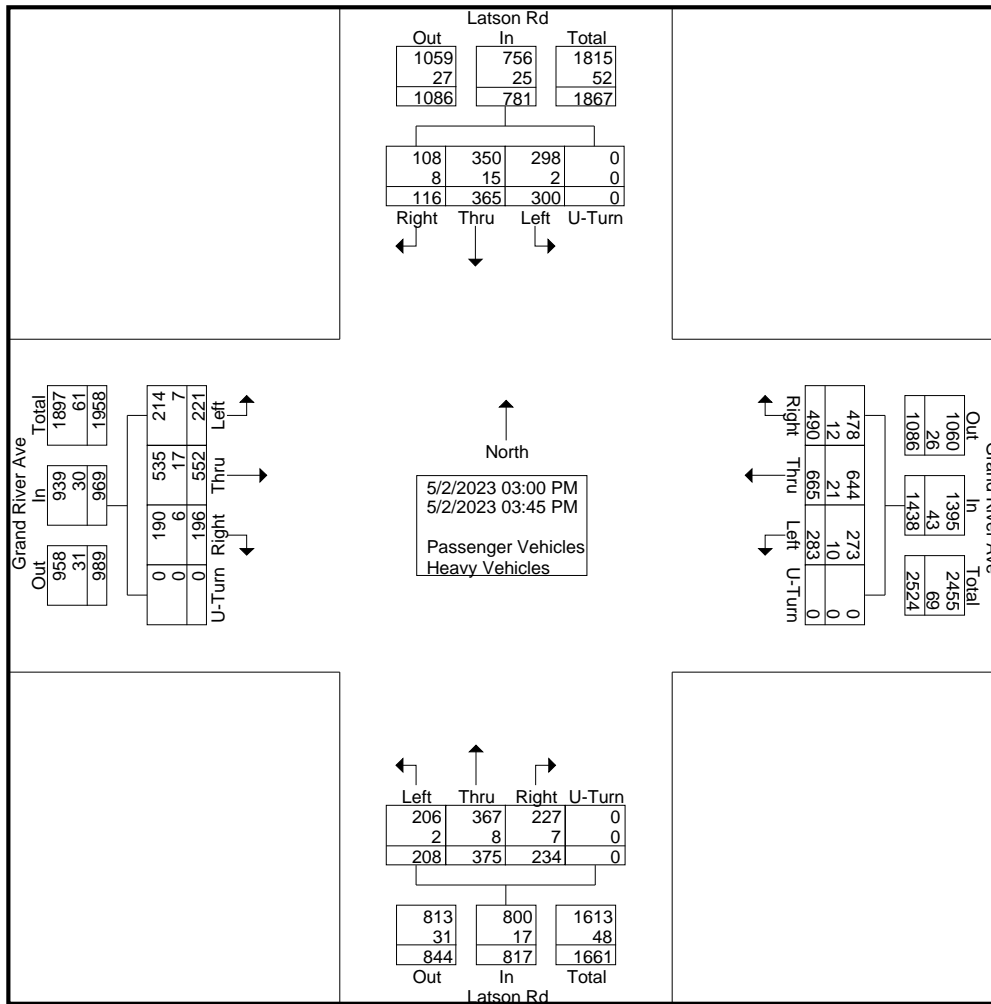 Latson Rd
Out In Total
1059 756 1815
27 25 52
1086 781 1867
108 350 298 0
8 15 2 0
116 365 300 0
Right Thru Left U-Turn
Grand River Ave
Total In Out
1897 939 958
61 30 31
1958 969 989
214 535 190 0
7 17 6 0
221 552 196 0
Left Thru Right U-Turn
North
5/2/2023 03:00 PM
5/2/2023 03:45 PM
Passenger Vehicles
Heavy Vehicles
Right Thru Left U-Turn
490 665 283 0
12 21 10 0
478 644 273 0
1086 1438 2524
26 43 69
1060 1395 2455
Out In Total
Grand River Ave
Left Thru Right U-Turn
206 367 227 0
2 8 7 0
208 375 234 0
813 800 1613
31 17 48
844 817 1661
Out In Total
Latson Rd